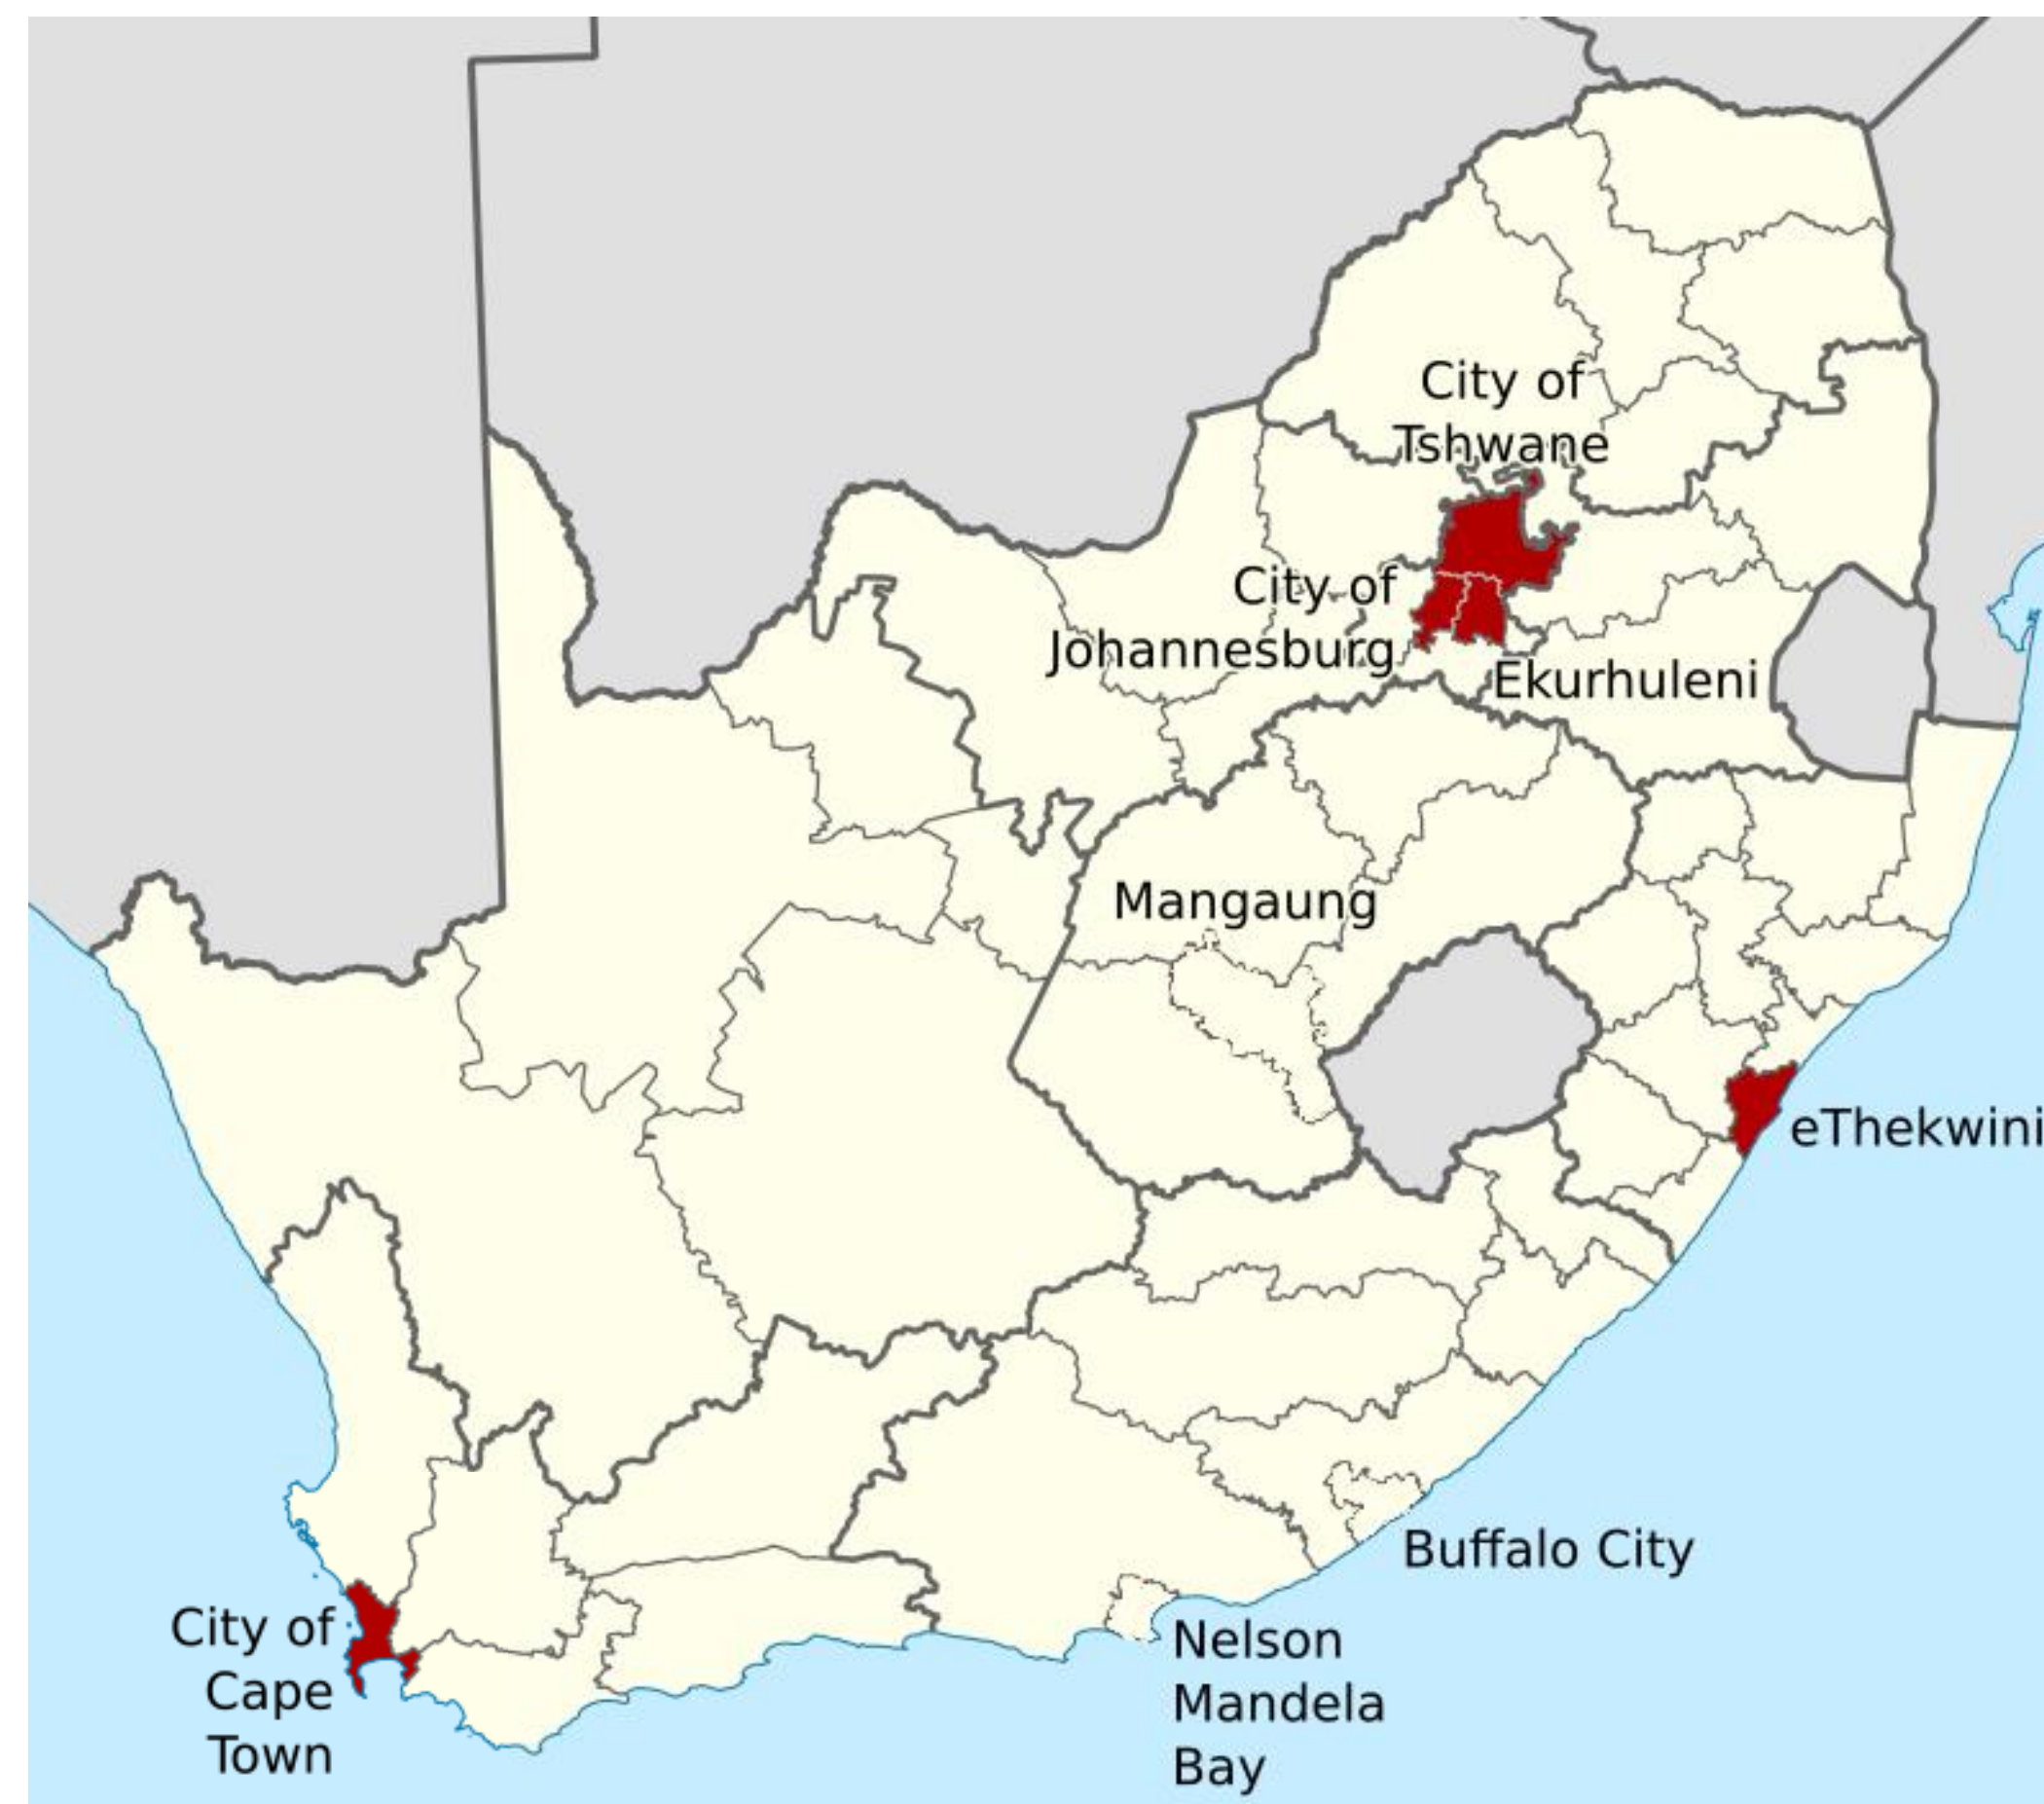 City of
Tshwane
City of
Johannesburg
Ekurhuleni
Mangaung
eThekwini
Buffalo City
City of
Cape
Town
Nelson
Mandela
Bay